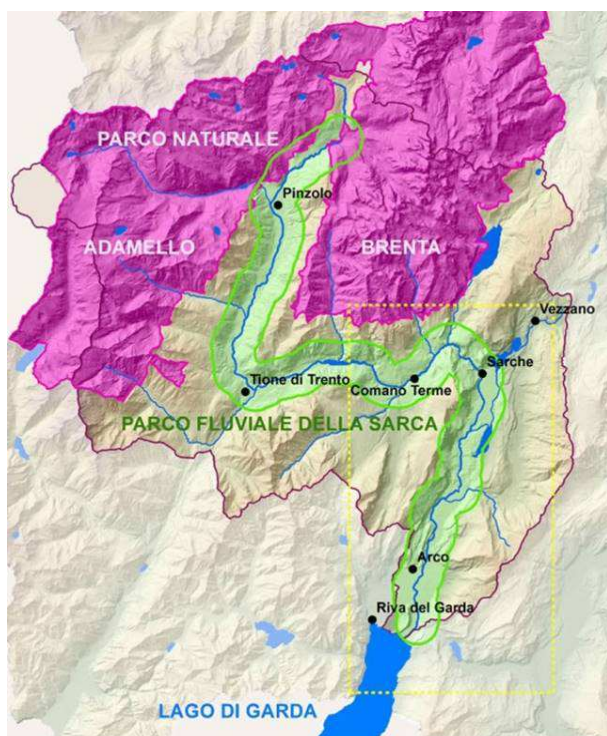 PARCO NATURALE
Pinzolo
ADAMELLO
BRENTA
Vezzano
Sarche
Tione di Trento
Comano Terme
PARCO FLUVIALE DELLA SARCA
Arco
Riva del Garda
LAGO DI GARDA